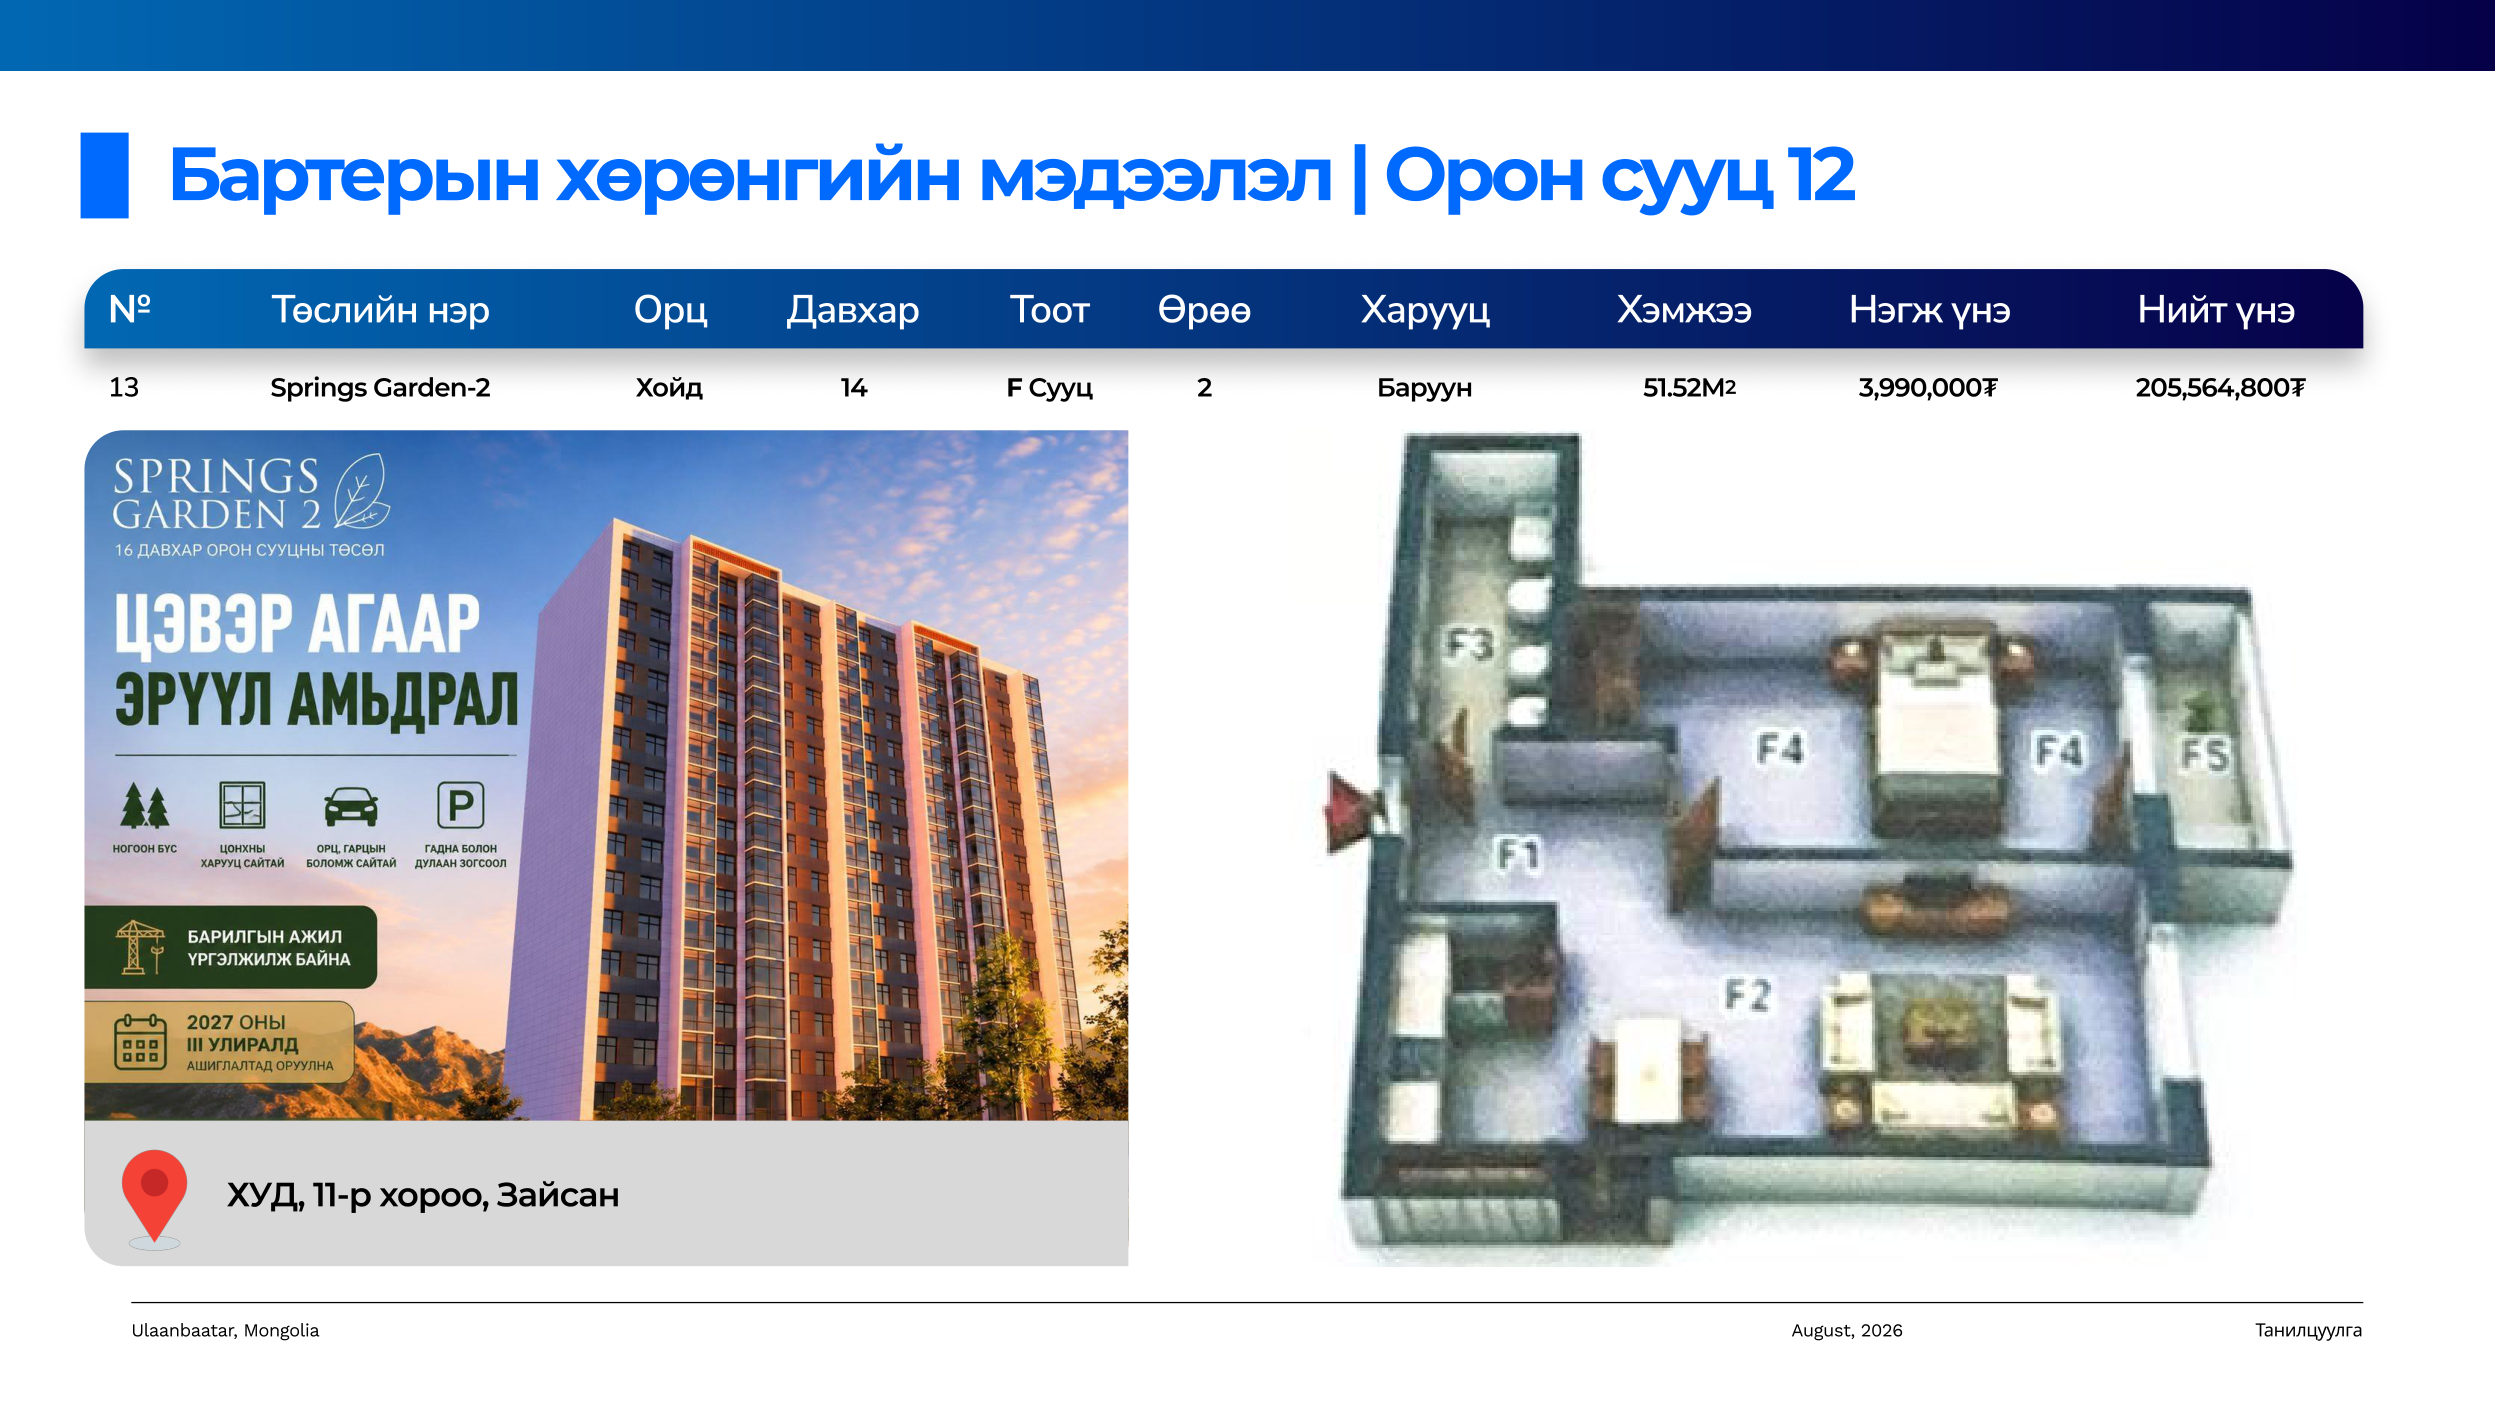 Бартерын хөрөнгийн мэдээлэл | Орон сууц 12
№ Төслийн нэр Орц Давхар Тоот Өрөө Харууц Хэмжээ Нэгж үнэ Нийт үнэ
13 Springs Garden-2 Хойд 14 F Сууц 2 Баруун 51.52М2 3,990,000₮ 205,564,800₮
SPRINGS
GARDEN 2
16 ДАВХАР ОРОН СУУЦНЫ ТӨСӨЛ
ЦЭВЭР АГААР
ЭРҮҮЛ АМЬДРАЛ
НОГООН БҮС
ЦОНХНЫ
ХАРУУЦ САЙТАЙ
ОРЦ, ГАРЦЫН
БОЛОМЖ САЙТАЙ
P
ГАДНА БОЛОН
ДУЛААН ЗОГСООЛ
БАРИЛГЫН АЖИЛ
ҮРГЭЛЖИЛЖ БАЙНА
2027 ОНЫ
III УЛИРАЛД
АШИГЛАЛТАД ОРУУЛНА
ХУД, 11-р хороо, Зайсан
F3
F4
F4
F5
F1
F2
Ulaanbaatar, Mongolia
August, 2026
Танилцуулга